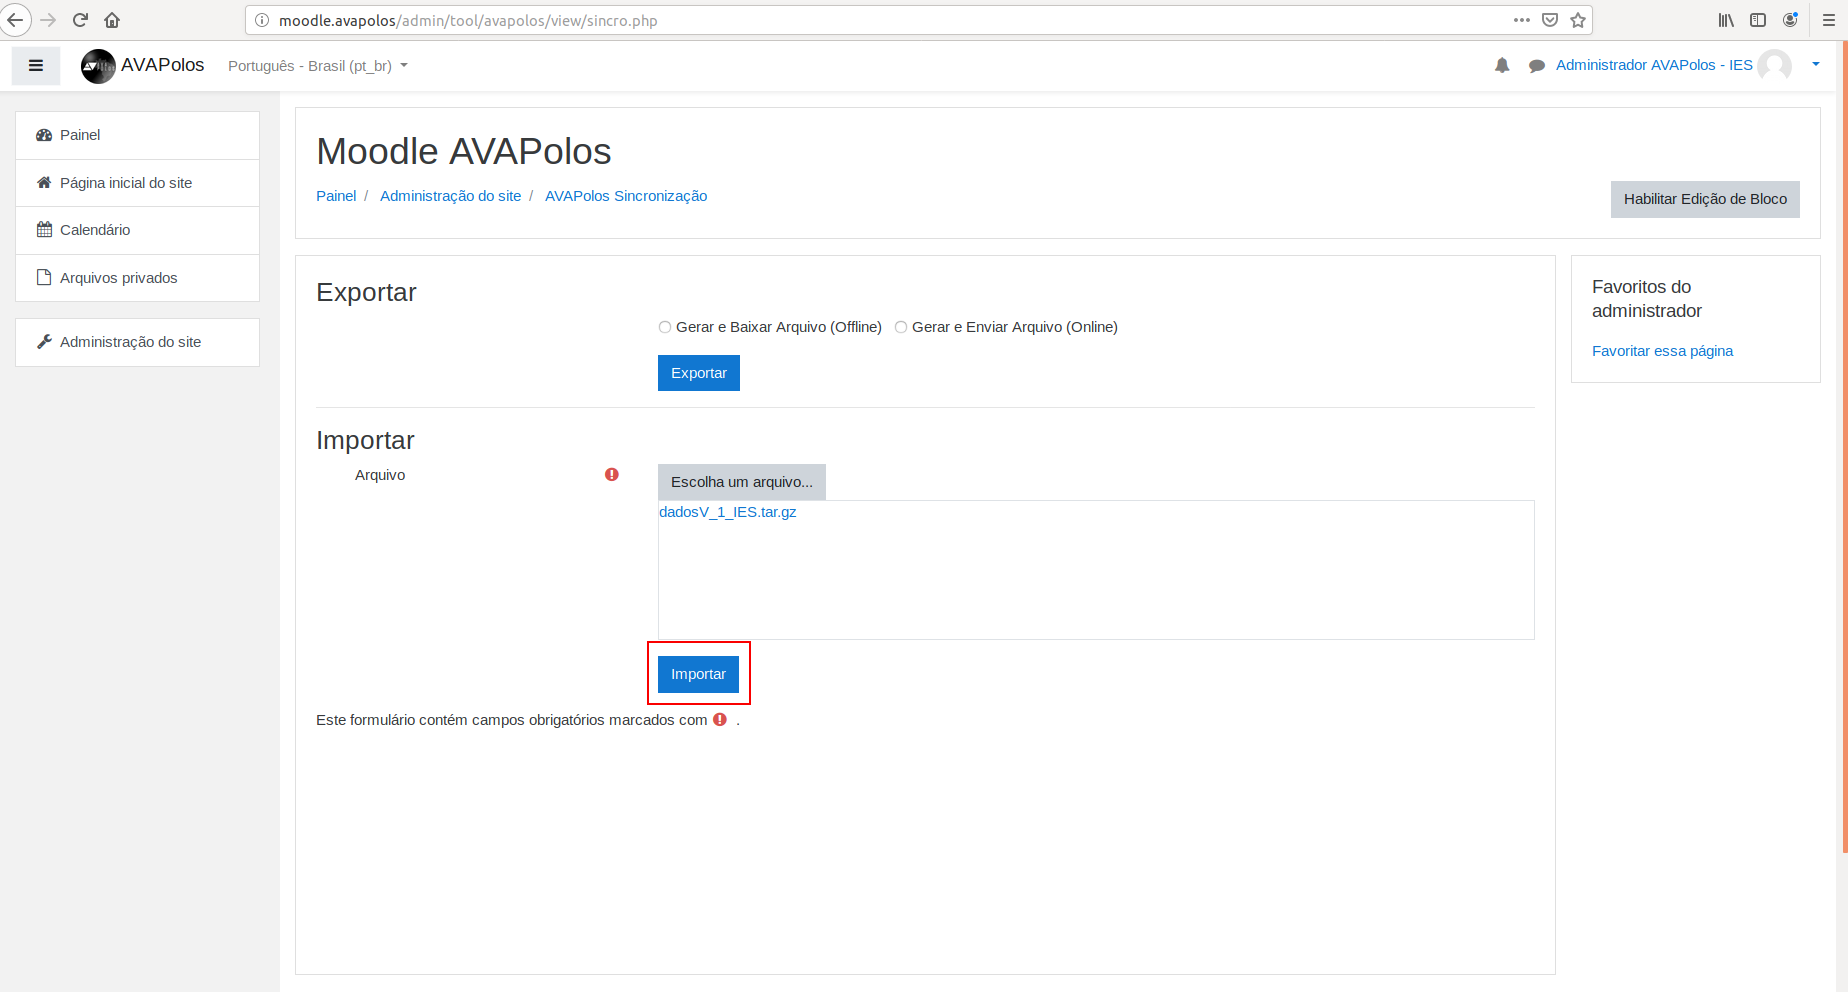 moodle.avapolos/admin/tool/avapolos/view/sincro.php
AVAPolos
Português - Brasil (pt_br)
Administrador AVAPolos - IES
Painel
Página inicial do site
Calendário
Arquivos privados
Administração do site
Moodle AVAPolos
Painel / Administração do site / AVAPolos Sincronização
Habilitar Edição de Bloco
Exportar
Gerar e Baixar Arquivo (Offline) Gerar e Enviar Arquivo (Online)
Exportar
Importar
Arquivo
Escolha um arquivo...
dadosV_1_IES.tar.gz
Importar
Este formulário contém campos obrigatórios marcados com .
Favoritos do
administrador
Favoritar essa página